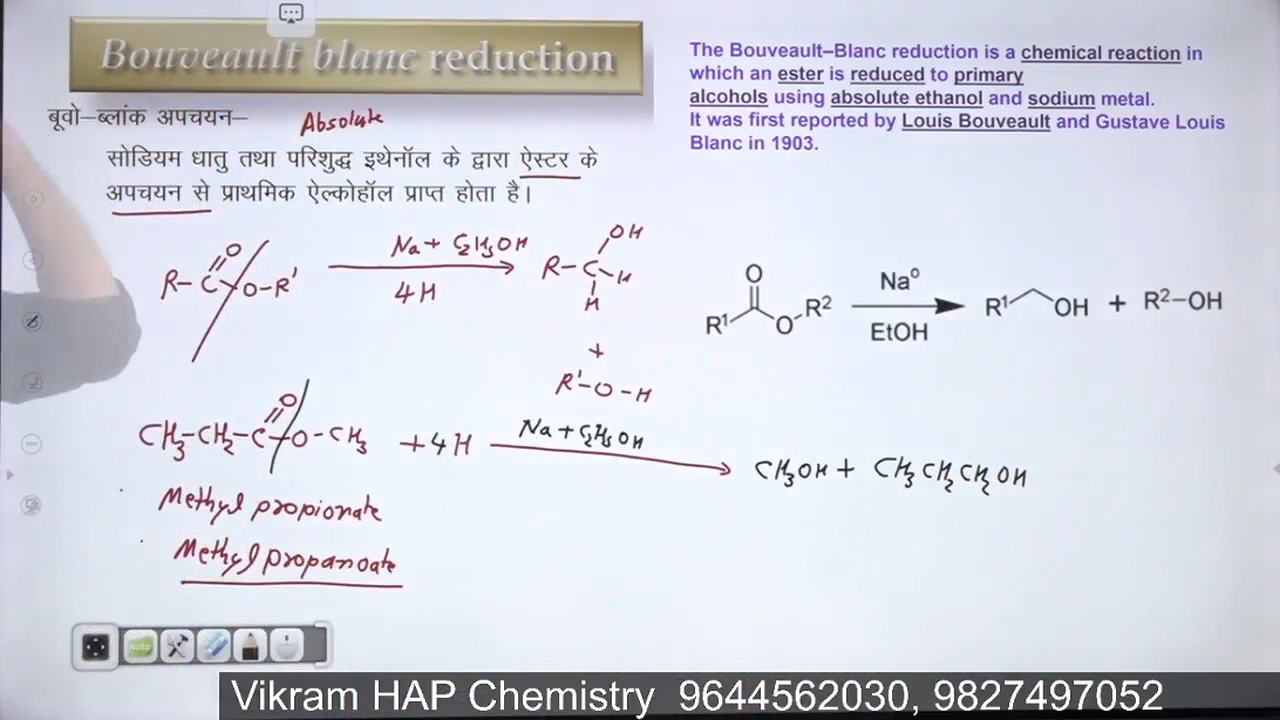 Bouveault blanc reduction
बूवो–ब्लांक अपचयन–
Absolute
सोडियम धातु तथा परिशुद्ध इथेनॉल के द्वारा ऐस्टर के
अपचयन से प्राथमिक ऐल्कोहॉल प्राप्त होता है।
The Bouveault–Blanc reduction is a chemical reaction in
which an ester is reduced to primary
alcohols using absolute ethanol and sodium metal.
It was first reported by Louis Bouveault and Gustave Louis
Blanc in 1903.
O
R–C–O–R'
Na + C2H5OH
4H
OH
R–C–H
H
+
R'–O–H
O
R1 O R2
Na⁰
EtOH
R1 OH + R2–OH
O
CH3–CH2–C–O–CH3 + 4H
Na + C2H5OH
CH3OH + CH3CH2CH2OH
Methyl propionate
Methyl propanoate
NOTE
Vikram HAP Chemistry 9644562030, 9827497052